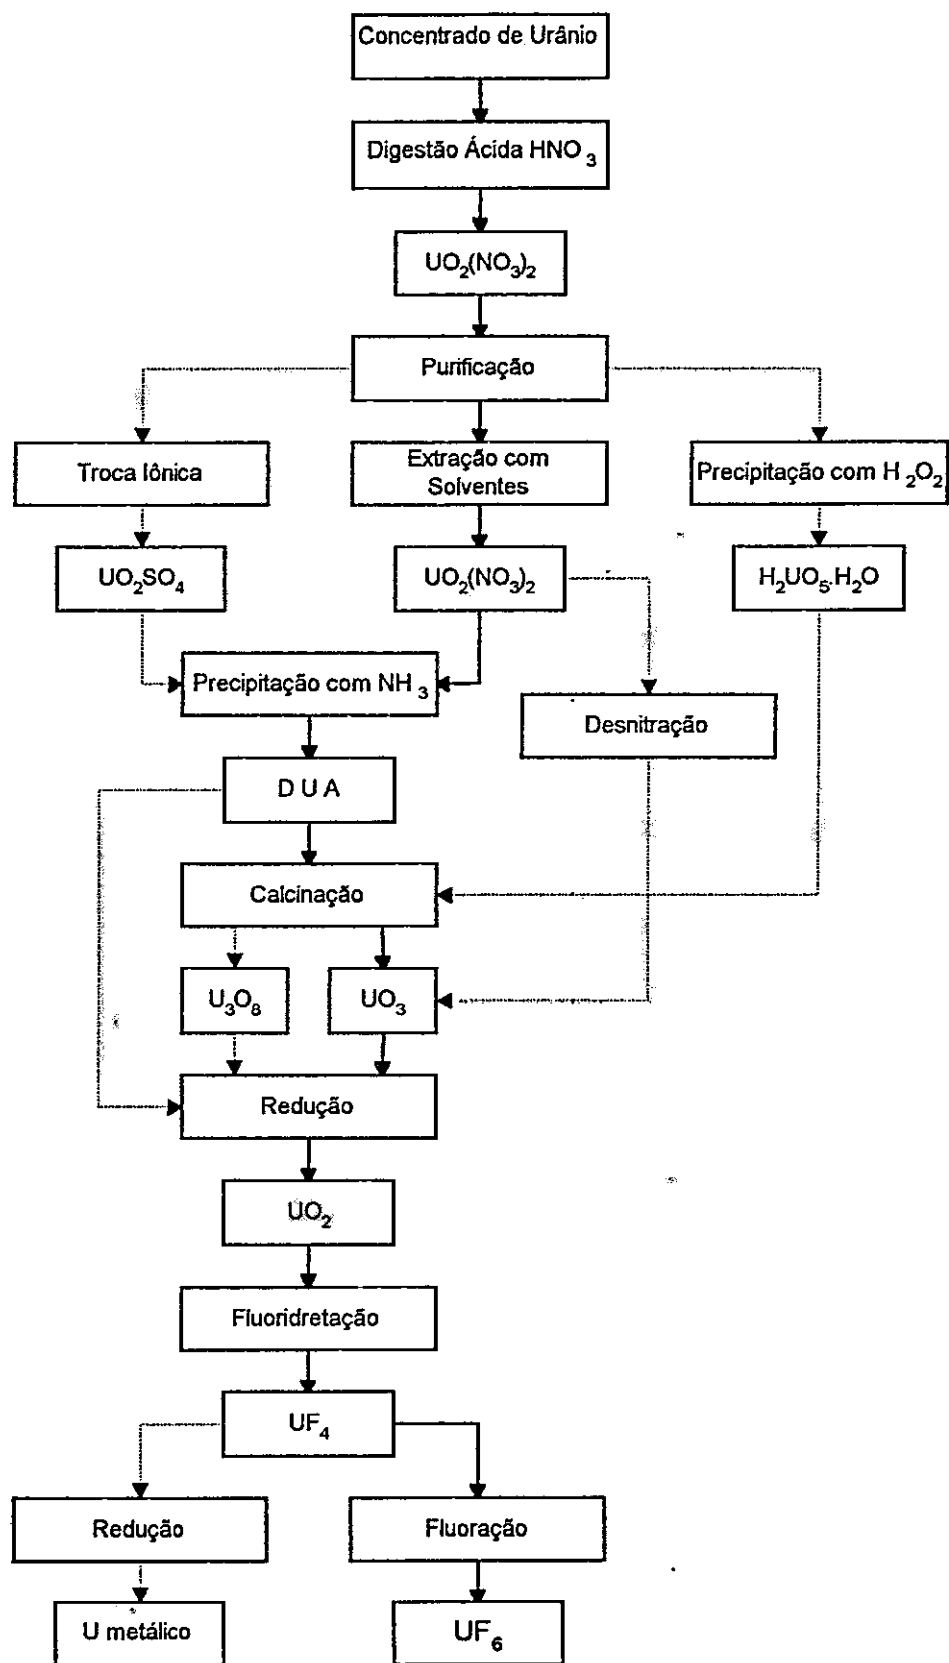 Concentrado de Urânio
Digestão Ácida HNO₃
UO₂(NO₃)₂
Purificação
Troca Iônica
Extração com
Solventes
Precipitação com H₂O₂
UO₂SO₄
UO₂(NO₃)₂
H₂UO₅.H₂O
Precipitação com NH₃
Desnitração
D U A
Calcinação
U₃O₈
UO₃
Redução
UO₂
Fluoridretação
UF₄
Redução
Fluoração
U metálico
UF₆